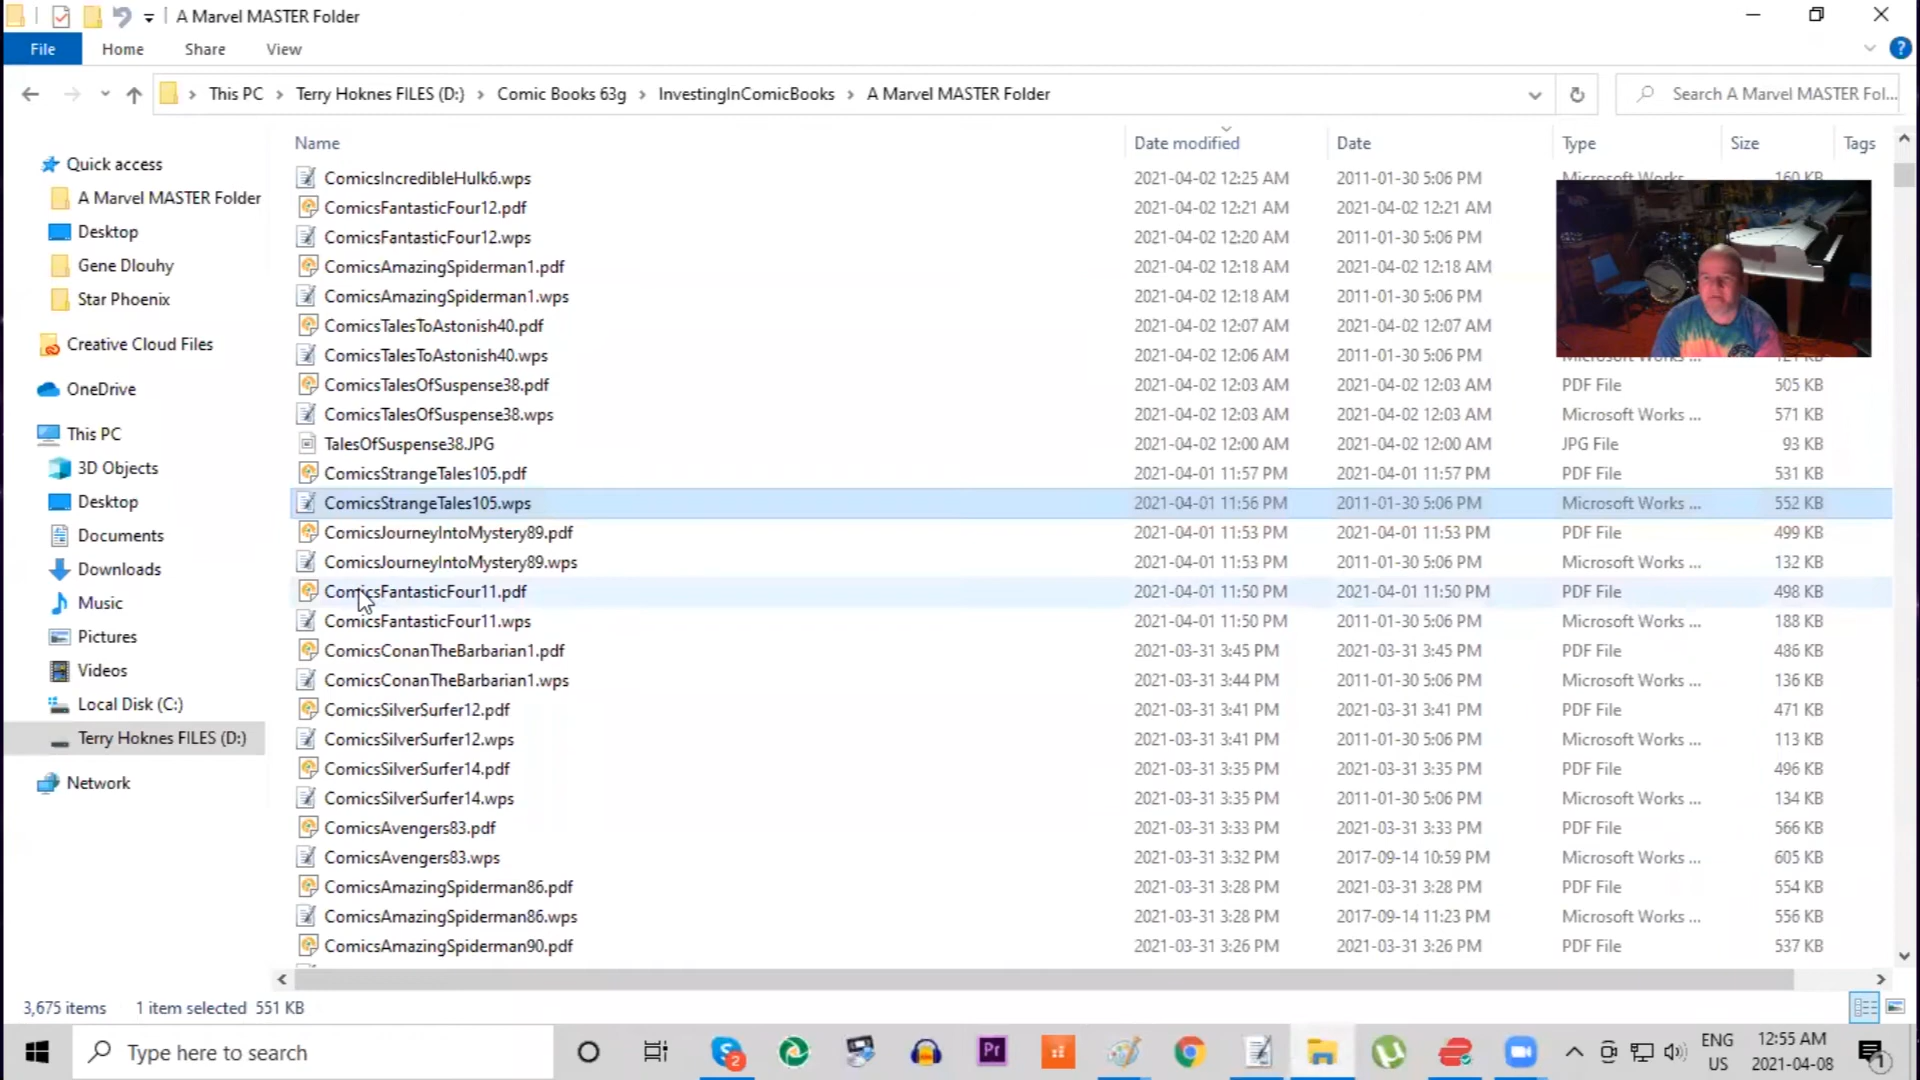 A Marvel MASTER Folder
File Home Share View
This PC Terry Hoknes FILES (D:) Comic Books 63g InvestingInComicBooks A Marvel MASTER Folder Search A Marvel MASTER Fol...
Name Date modified Date Type Size Tags
Quick access
A Marvel MASTER Folder
Desktop
Gene Dlouhy
Star Phoenix
Creative Cloud Files
OneDrive
This PC
3D Objects
Desktop
Documents
Downloads
Music
Pictures
Videos
Local Disk (C:)
Terry Hoknes FILES (D:)
Network
ComicsIncredibleHulk6.wps 2021-04-02 12:25 AM 2011-01-30 5:06 PM Microsoft Works 160 KB
ComicsFantasticFour12.pdf 2021-04-02 12:21 AM 2021-04-02 12:21 AM
ComicsFantasticFour12.wps 2021-04-02 12:20 AM 2011-01-30 5:06 PM
ComicsAmazingSpiderman1.pdf 2021-04-02 12:18 AM 2021-04-02 12:18 AM
ComicsAmazingSpiderman1.wps 2021-04-02 12:18 AM 2011-01-30 5:06 PM
ComicsTalesToAstonish40.pdf 2021-04-02 12:07 AM 2021-04-02 12:07 AM
ComicsTalesToAstonish40.wps 2021-04-02 12:06 AM 2011-01-30 5:06 PM
ComicsTalesOfSuspense38.pdf 2021-04-02 12:03 AM 2021-04-02 12:03 AM PDF File 505 KB
ComicsTalesOfSuspense38.wps 2021-04-02 12:03 AM 2011-01-30 5:06 PM Microsoft Works ... 571 KB
TalesOfSuspense38.JPG 2021-04-02 12:00 AM 2021-04-02 12:00 AM JPG File 93 KB
ComicsStrangeTales105.pdf 2021-04-01 11:57 PM 2021-04-01 11:57 PM PDF File 531 KB
ComicsStrangeTales105.wps 2021-04-01 11:56 PM 2011-01-30 5:06 PM Microsoft Works ... 552 KB
ComicsJourneyIntoMystery89.pdf 2021-04-01 11:53 PM 2021-04-01 11:53 PM PDF File 499 KB
ComicsJourneyIntoMystery89.wps 2021-04-01 11:53 PM 2011-01-30 5:06 PM Microsoft Works ... 132 KB
ComicsFantasticFour11.pdf 2021-04-01 11:50 PM 2021-04-01 11:50 PM PDF File 498 KB
ComicsFantasticFour11.wps 2021-04-01 11:50 PM 2011-01-30 5:06 PM Microsoft Works ... 188 KB
ComicsConanTheBarbarian1.pdf 2021-03-31 3:45 PM 2021-03-31 3:45 PM PDF File 486 KB
ComicsConanTheBarbarian1.wps 2021-03-31 3:44 PM 2011-01-30 5:06 PM Microsoft Works ... 136 KB
ComicsSilverSurfer12.pdf 2021-03-31 3:41 PM 2021-03-31 3:41 PM PDF File 471 KB
ComicsSilverSurfer12.wps 2021-03-31 3:41 PM 2011-01-30 5:06 PM Microsoft Works ... 113 KB
ComicsSilverSurfer14.pdf 2021-03-31 3:35 PM 2021-03-31 3:35 PM PDF File 496 KB
ComicsSilverSurfer14.wps 2021-03-31 3:35 PM 2011-01-30 5:06 PM Microsoft Works ... 134 KB
ComicsAvengers83.pdf 2021-03-31 3:33 PM 2021-03-31 3:33 PM PDF File 566 KB
ComicsAvengers83.wps 2021-03-31 3:32 PM 2017-09-14 10:59 PM Microsoft Works ... 605 KB
ComicsAmazingSpiderman86.pdf 2021-03-31 3:28 PM 2021-03-31 3:28 PM PDF File 554 KB
ComicsAmazingSpiderman86.wps 2021-03-31 3:28 PM 2017-09-14 11:23 PM Microsoft Works ... 556 KB
ComicsAmazingSpiderman90.pdf 2021-03-31 3:26 PM 2021-03-31 3:26 PM PDF File 537 KB
3,675 items 1 item selected 551 KB
Type here to search 2 Pr ENG 12:55 AM
US 2021-04-08 1